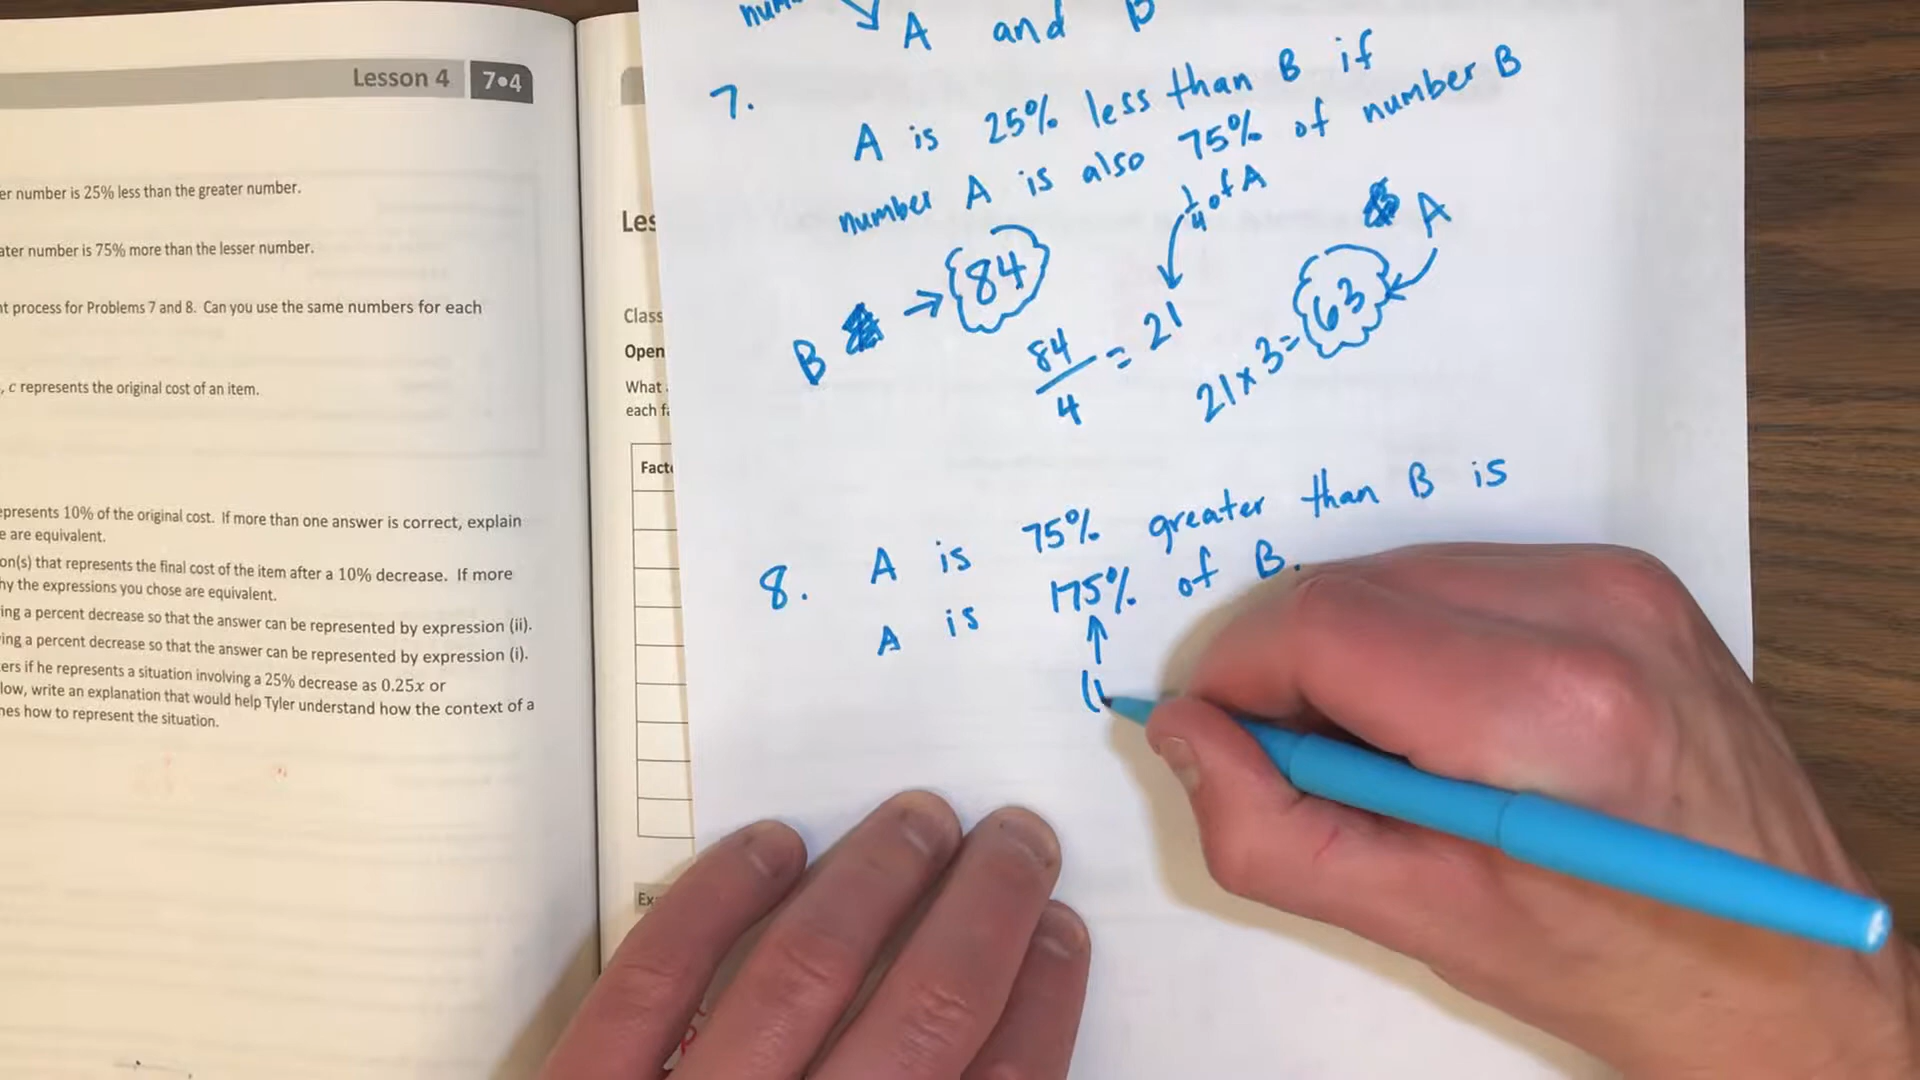 Lesson 4 7•4
er number is 25% less than the greater number.
ater number is 75% more than the lesser number.
nt process for Problems 7 and 8. Can you use the same numbers for each
, c represents the original cost of an item.
epresents 10% of the original cost. If more than one answer is correct, explain
e are equivalent.
on(s) that represents the final cost of the item after a 10% decrease. If more
hy the expressions you chose are equivalent.
ing a percent decrease so that the answer can be represented by expression (ii).
ving a percent decrease so that the answer can be represented by expression (i).
ers if he represents a situation involving a 25% decrease as 0.25x or
low, write an explanation that would help Tyler understand how the context of a
nes how to represent the situation.
Les
Class
Open
What
each fa
Facto
Ex
A and B
7.
A is 25% less than B if
number A is also 75% of number B
1/4 of A
B → 84
84/4 = 21
21 x 3 = 63
A
8. A is 75% greater than B is
A is 175% of B.
(1